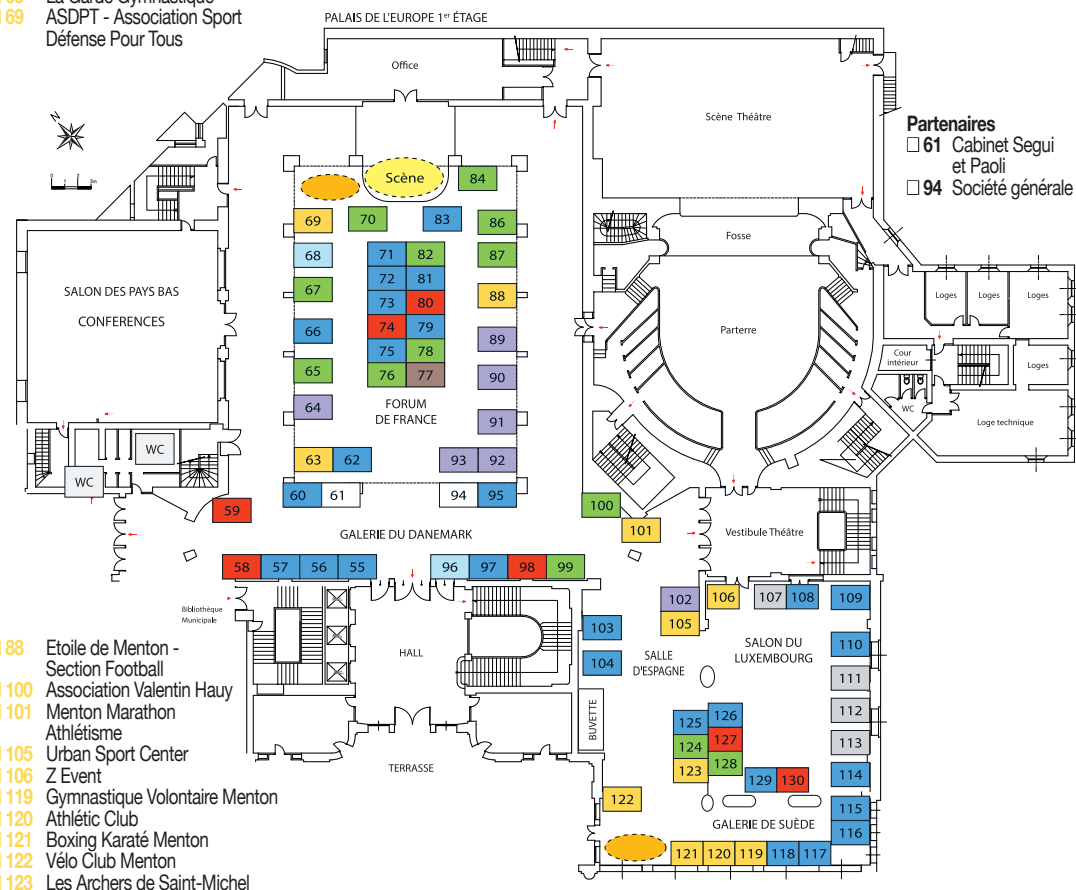 La Garde Gymnastique
69 ASDPT - Association Sport
Défense Pour Tous
PALAIS DE L'EUROPE 1er ÉTAGE
Office
Scène Théâtre
N
0 1 2 3m
Partenaires
61 Cabinet Segui
et Paoli
94 Société générale
Scène
84
69
70
83
86
68
71 82
87
72 81
67
73 80
88
66
74 79
89
75 78
65
76 77
90
64
91
FORUM
DE FRANCE
63 62
93 92
60 61
94 95
SALON DES PAYS BAS
CONFERENCES
WC
WC
Fosse
Parterre
Loges
Loges
Loges
Cour
intérieur
Loges
WC
Loge technique
59
GALERIE DU DANEMARK
100
101
Vestibule Théâtre
58 57 56 55
96 97 98 99
Bibliothèque
Municipale
HALL
TERRASSE
102
105
106
107 108
109
103
104
SALLE
D'ESPAGNE
SALON DU
LUXEMBOURG
110
111
112
113
114
115
116
BUVETTE
125 126
124 127
123 128
129 130
122
GALERIE DE SUÈDE
121 120 119 118 117
88 Etoile de Menton -
Section Football
100 Association Valentin Hauy
101 Menton Marathon
Athlétisme
105 Urban Sport Center
106 Z Event
119 Gymnastique Volontaire Menton
120 Athlétic Club
121 Boxing Karaté Menton
122 Vélo Club Menton
123 Les Archers de Saint-Michel